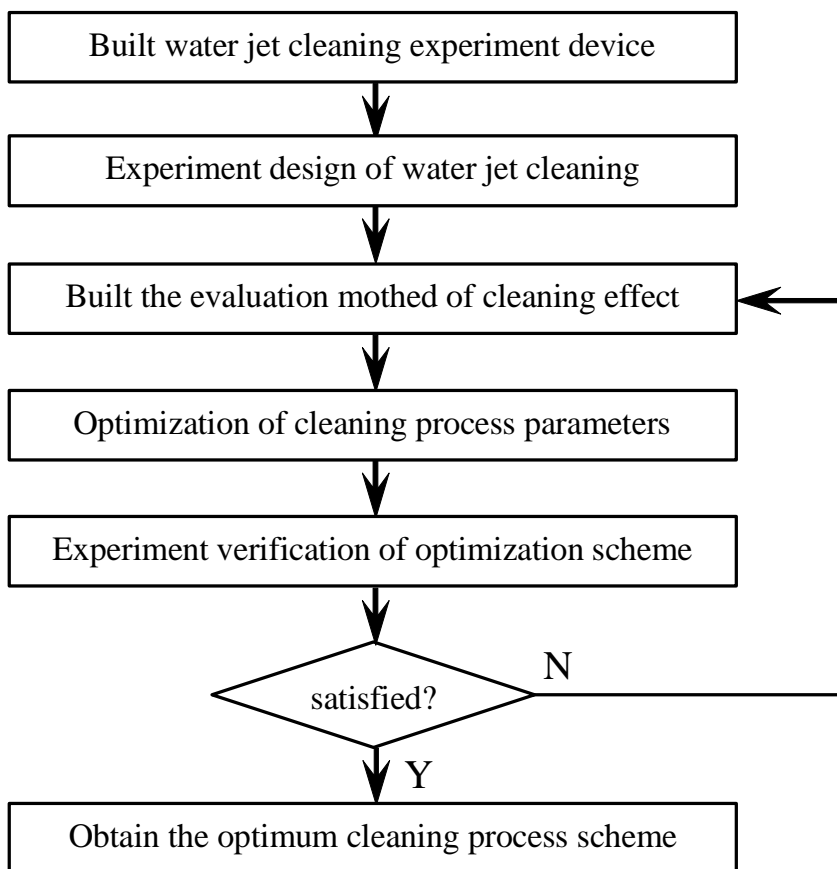 Built water jet cleaning experiment device
Experiment design of water jet cleaning
Built the evaluation mothed of cleaning effect
Optimization of cleaning process parameters
Experiment verification of optimization scheme
N
satisfied?
Y
Obtain the optimum cleaning process scheme